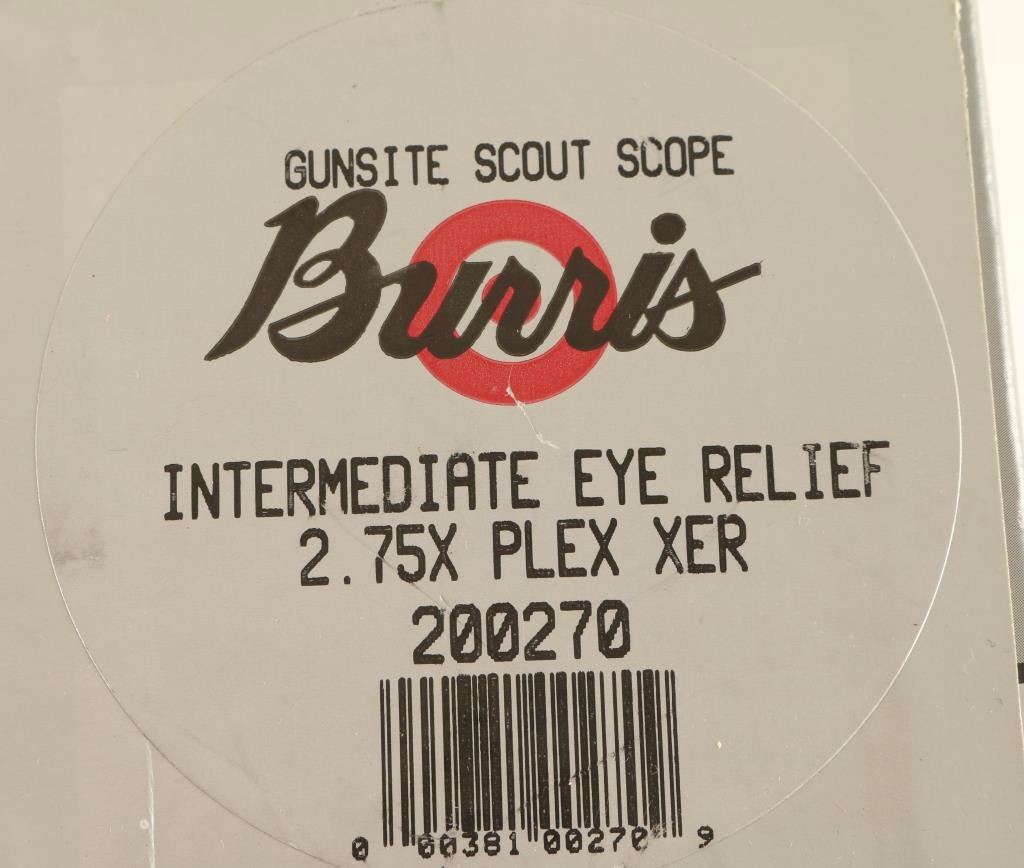 GUNSITE SCOUT SCOPE
Burris
INTERMEDIATE EYE RELIEF
2.75X PLEX XER
200270
0 00381 00270 9